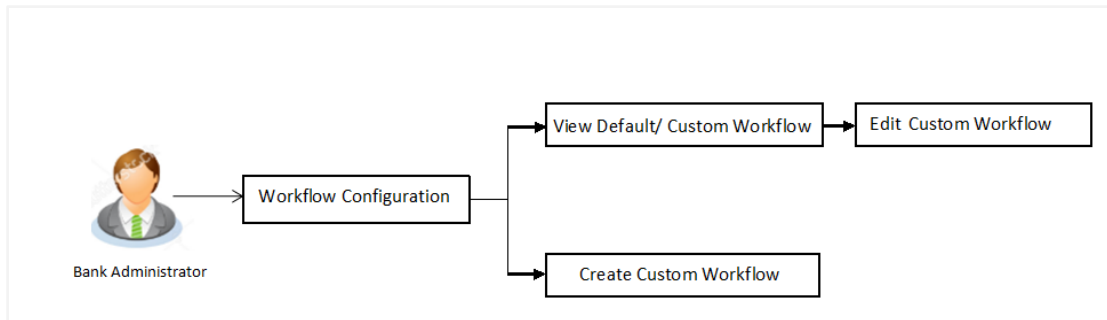 View Default/ Custom Workflow
Edit Custom Workflow
Workflow Configuration
Bank Administrator
Create Custom Workflow